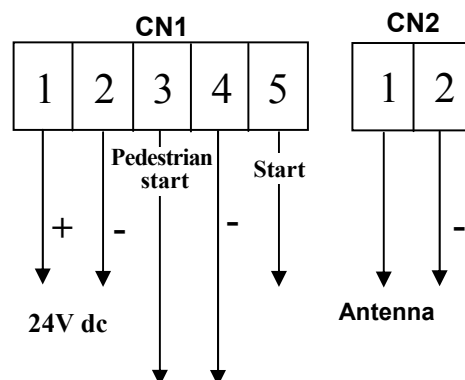 CN1
CN2
1 2 3 4 5
1 2
Pedestrian
start
Start
+ - - -
24V dc
Antenna